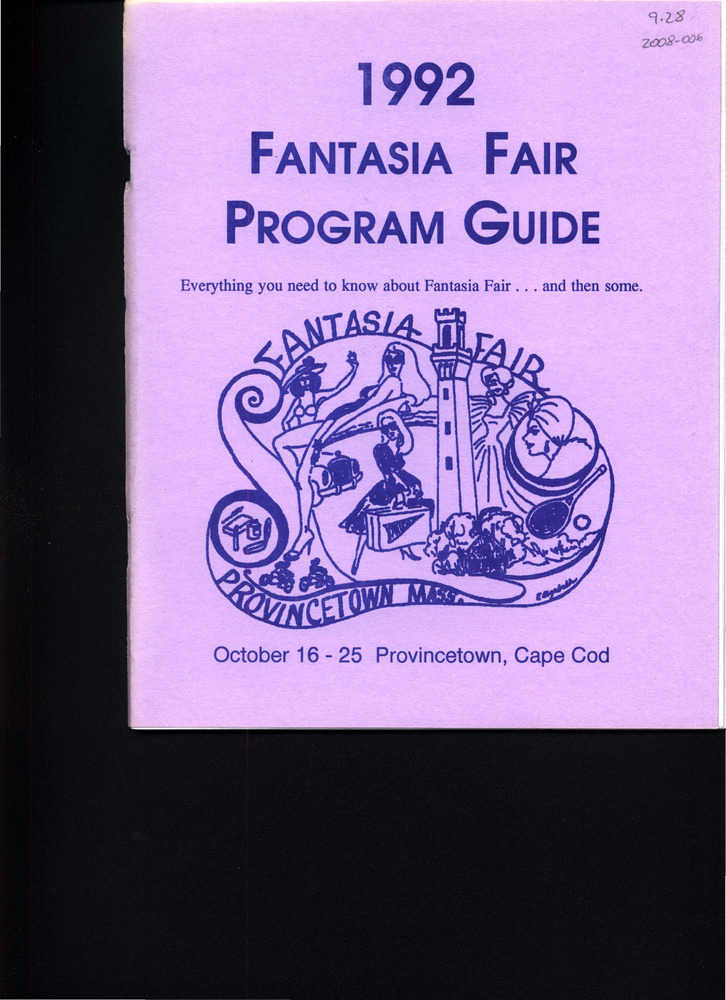 9.28
2008-006
1992
FANTASIA FAIR
PROGRAM GUIDE
Everything you need to know about Fantasia Fair . . . and then some.
FANTASIA FAIR
PROVINCETOWN MASS.
October 16 - 25 Provincetown, Cape Cod